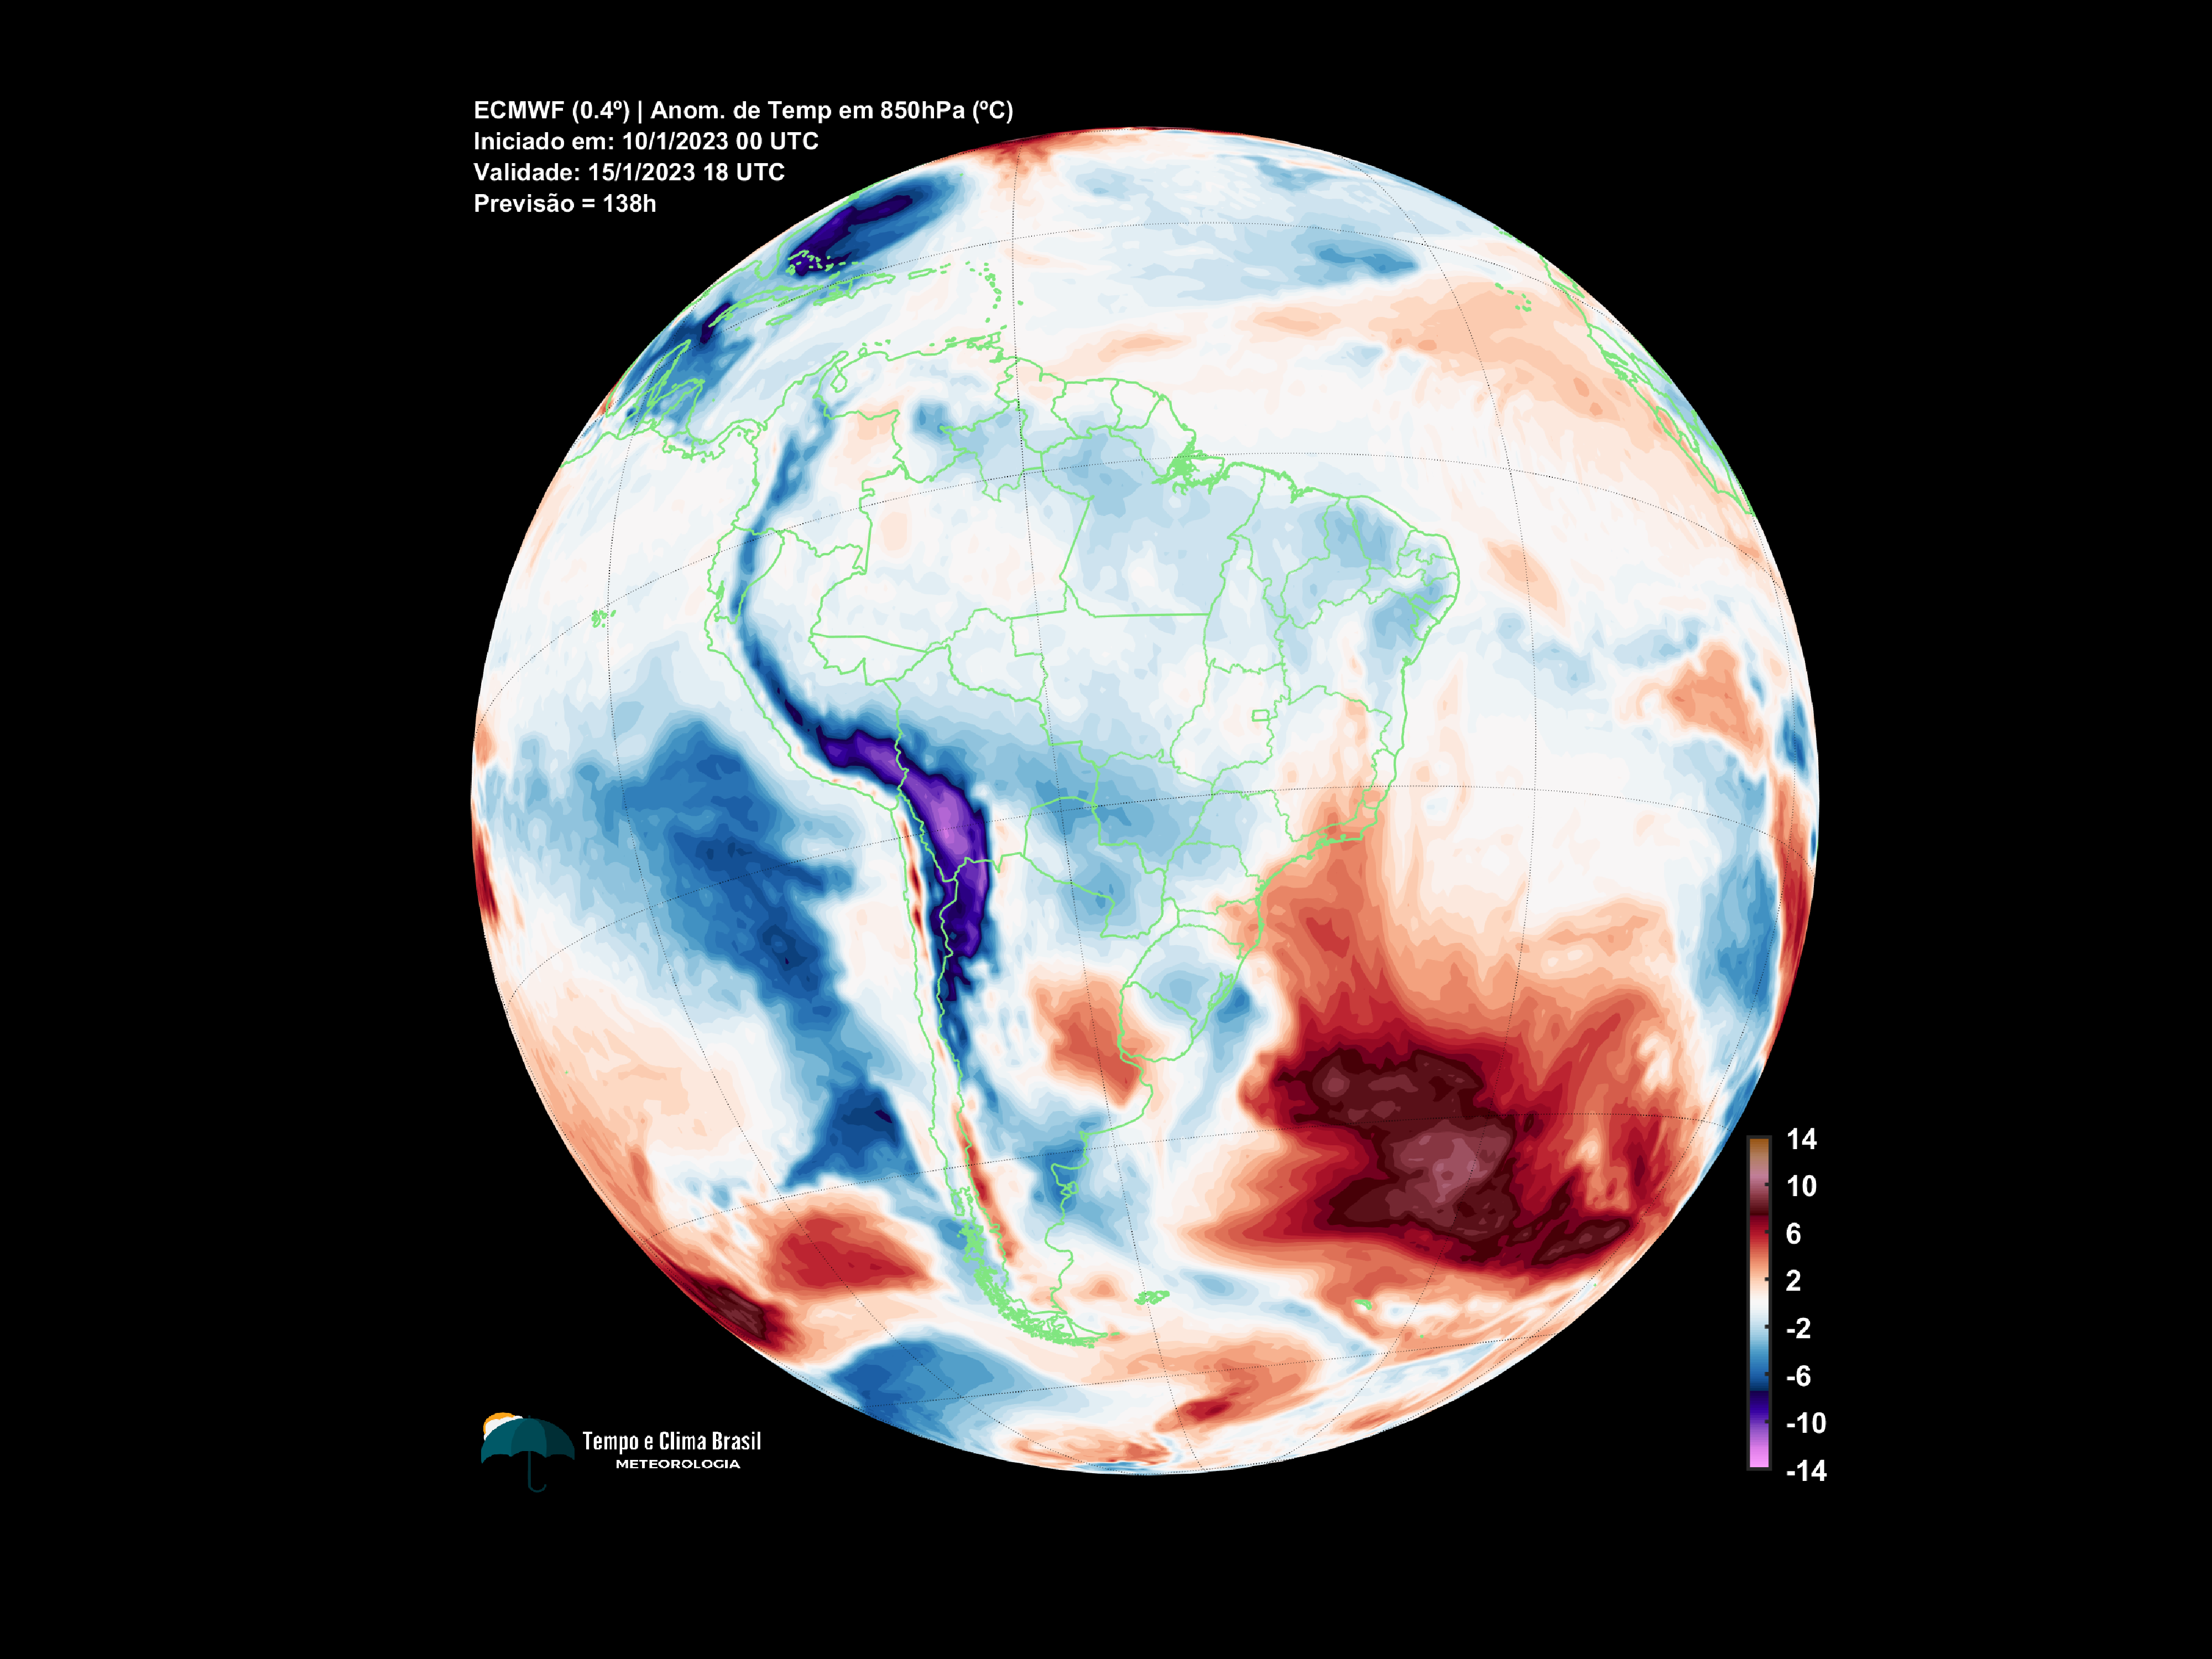 ECMWF (0.4º) | Anom. de Temp em 850hPa (ºC)
Iniciado em: 10/1/2023 00 UTC
Validade: 15/1/2023 18 UTC
Previsão = 138h
14
10
6
2
-2
-6
-10
-14
Tempo e Clima Brasil
METEOROLOGIA